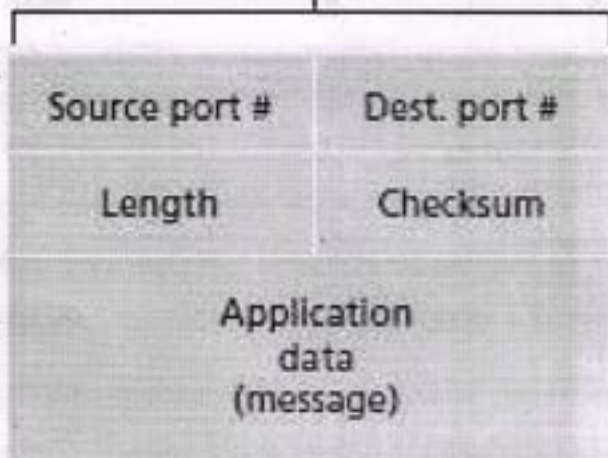 Source port #
Dest. port #
Length
Checksum
Application
data
(message)